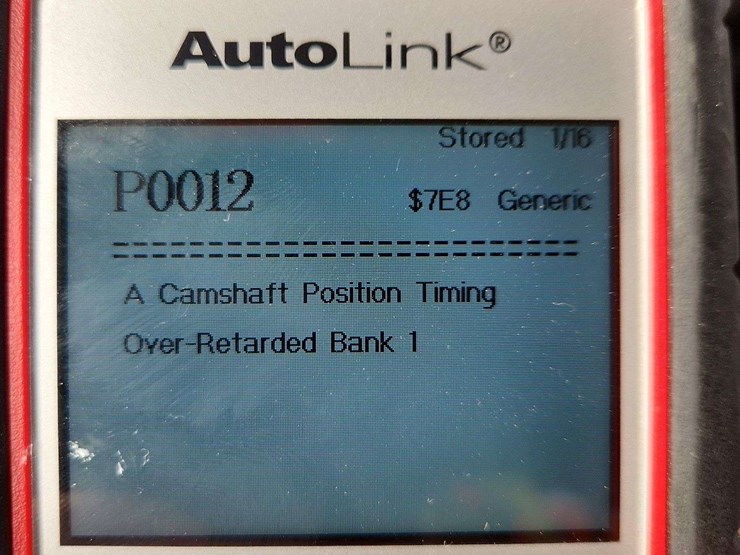 AutoLink®
Stored 1/16
P0012
$7E8 Generic
A Camshaft Position Timing
Over-Retarded Bank 1